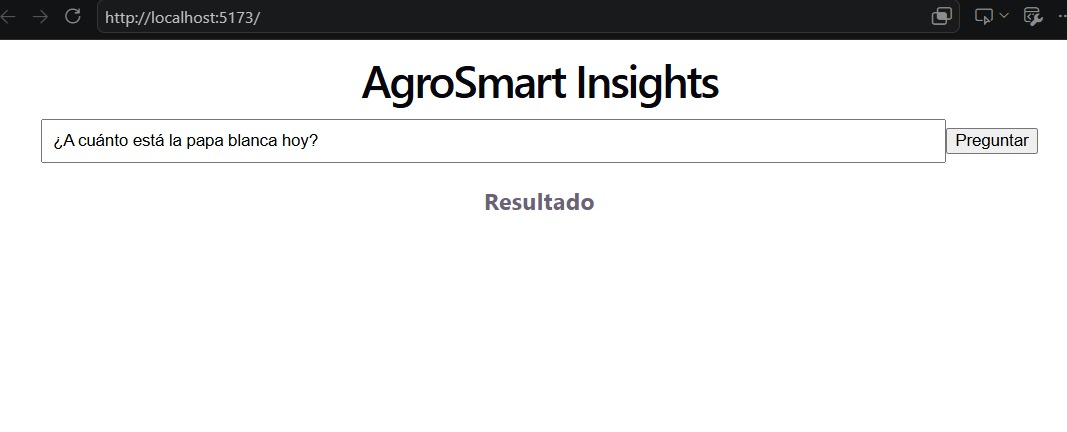 http://localhost:5173/
AgroSmart Insights
¿A cuánto está la papa blanca hoy?
Preguntar
Resultado